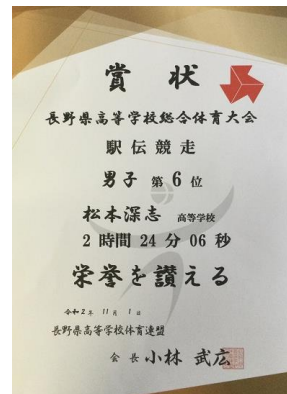 賞状
長野県高等学校総合体育大会
駅伝競走
男子 第6位
松本深志 高等学校
2時間24分06秒
栄誉を讃える
令和2年 11月 1日
長野県高等学校体育連盟
会長 小林 武広